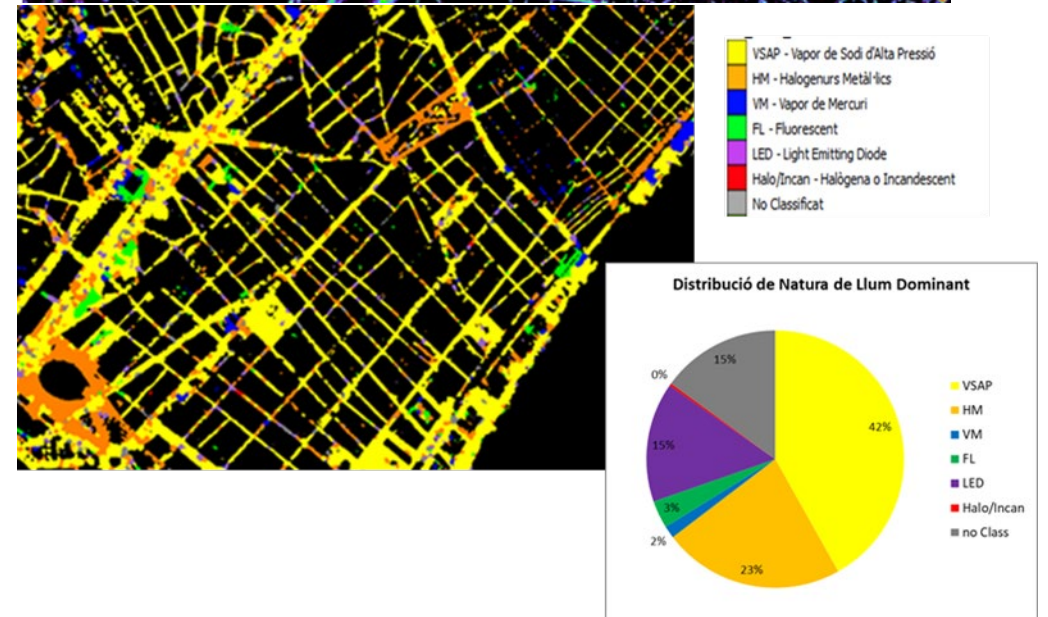 VSAP - Vapor de Sodi d'Alta Pressió
HM - Halogenurs Metàl·lics
VM - Vapor de Mercuri
FL - Fluorescent
LED - Light Emitting Diode
Halo/Incan - Halògena o Incandescent
No Classificat
Distribució de Natura de Llum Dominant
15%
0%
42%
15%
3%
2%
23%
VSAP
HM
VM
FL
LED
Halo/Incan
no Class